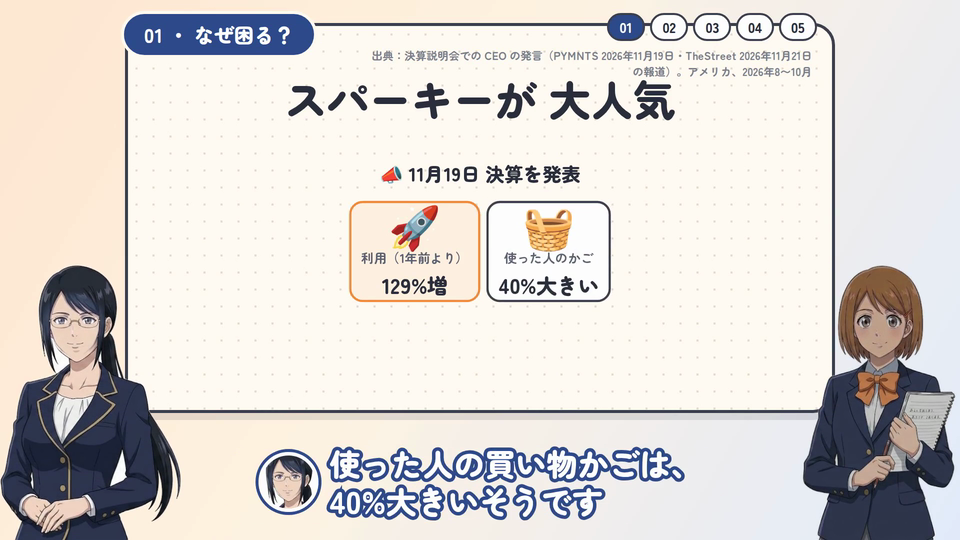 01 ・ なぜ困る？
01 02 03 04 05
出典：決算説明会での CEO の発言（PYMNTS 2026年11月19日・TheStreet 2026年11月21日
の報道）。アメリカ、2026年8〜10月
スパーキーが 大人気
11月19日 決算を発表
利用（1年前より）
129%増
使った人のかご
40%大きい
使った人の買い物かごは、
40%大きいそうです